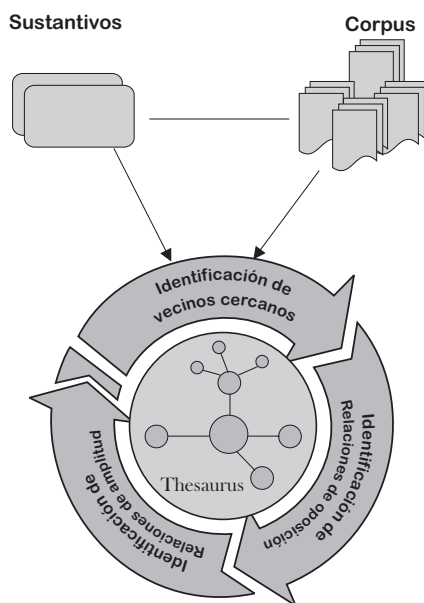 Sustantivos
Corpus
Identificación de
vecinos cercanos
Identificación de
Relaciones de oposición
Identificación de
Relaciones de amplitud
Thesaurus